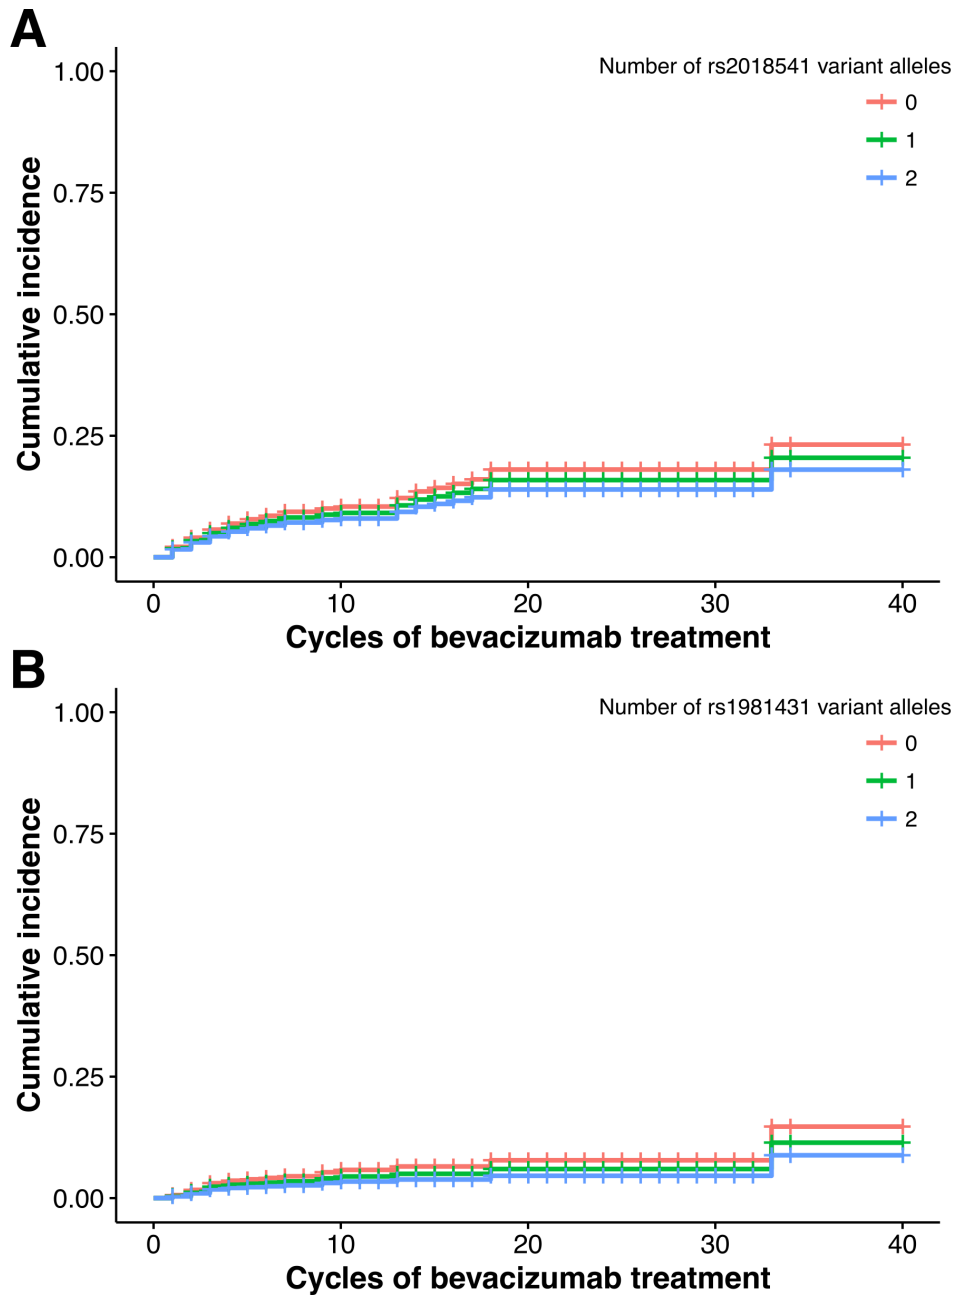 A
Number of rs2018541 variant alleles
0
1
2
Cumulative incidence
1.00
0.75
0.50
0.25
0.00
0 10 20 30 40
Cycles of bevacizumab treatment
B
Number of rs1981431 variant alleles
0
1
2
Cumulative incidence
1.00
0.75
0.50
0.25
0.00
0 10 20 30 40
Cycles of bevacizumab treatment